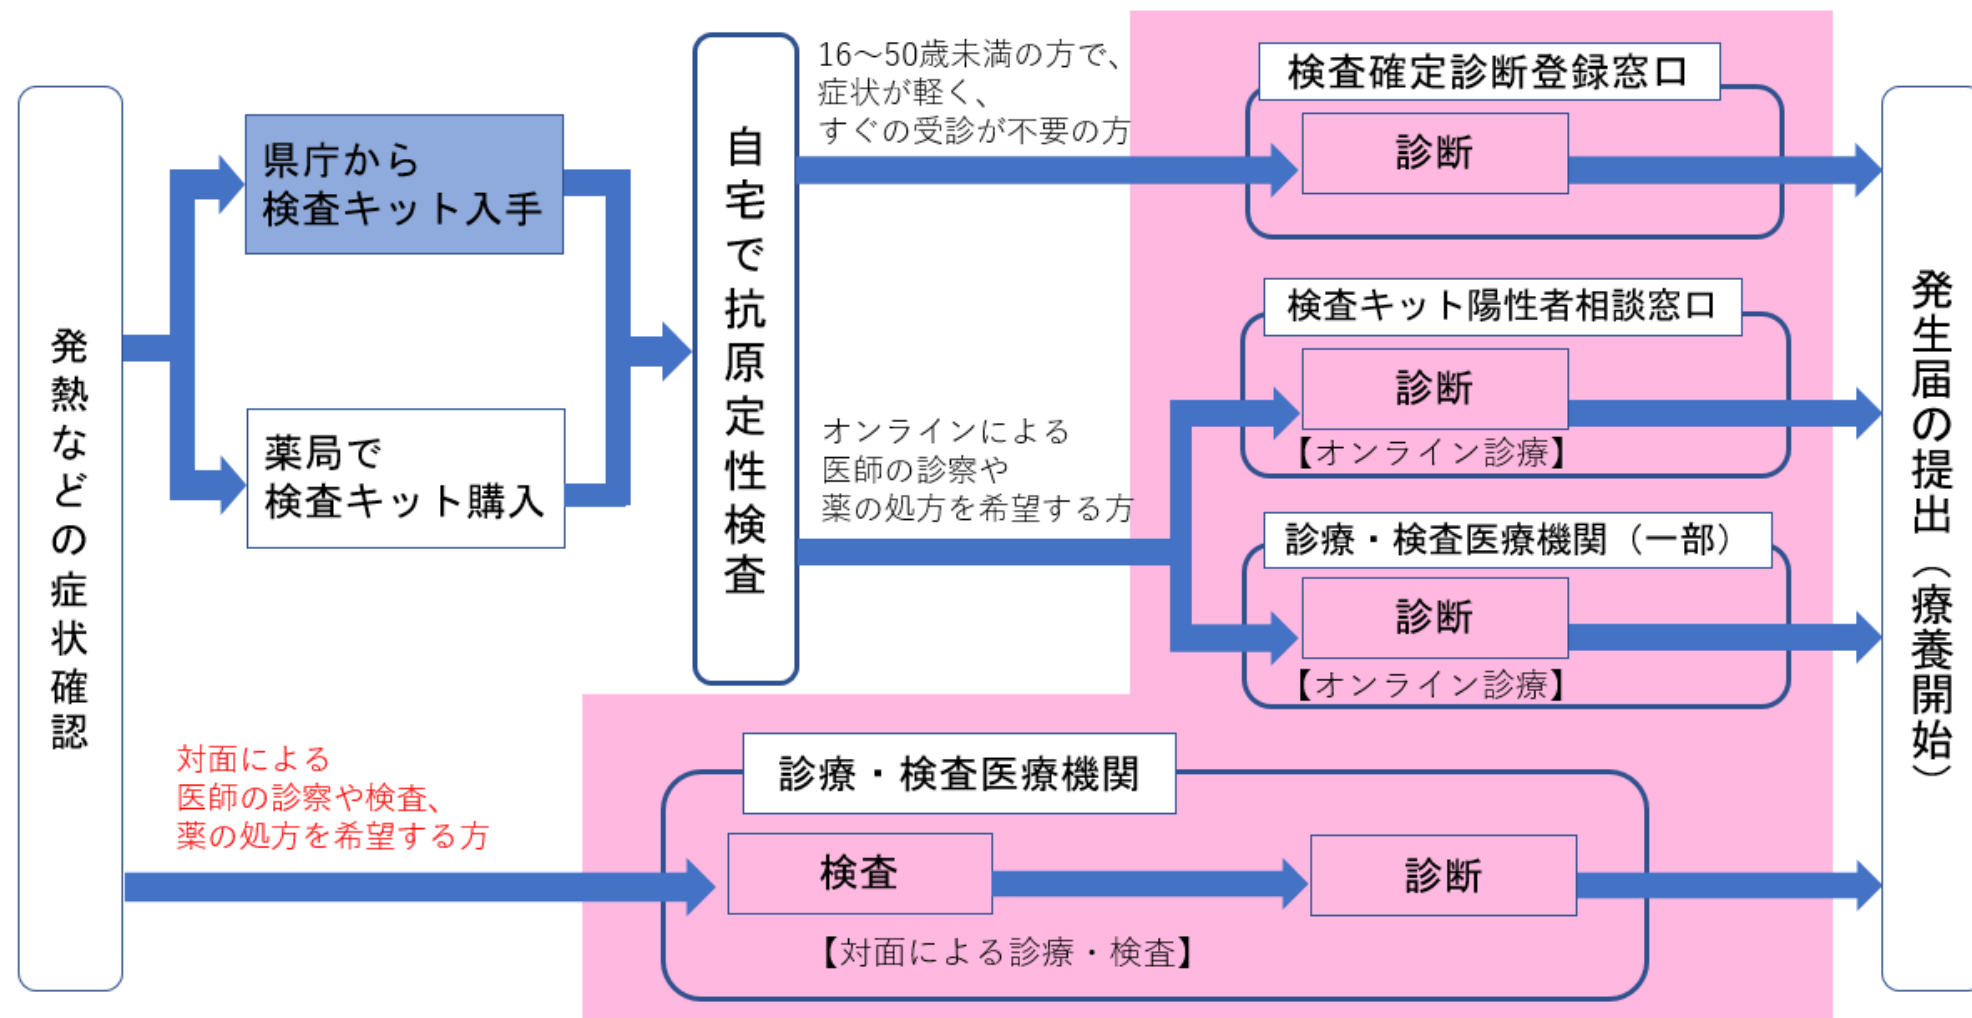 発熱などの症状確認
県庁から
検査キット入手
薬局で
検査キット購入
自宅で抗原定性検査
16～50歳未満の方で、
症状が軽く、
すぐの受診が不要の方
検査確定診断登録窓口
診断
オンラインによる
医師の診察や
薬の処方を希望する方
検査キット陽性者相談窓口
診断
【オンライン診療】
診療・検査医療機関（一部）
診断
【オンライン診療】
対面による
医師の診察や検査、
薬の処方を希望する方
診療・検査医療機関
検査
診断
【対面による診療・検査】
発生届の提出（療養開始）